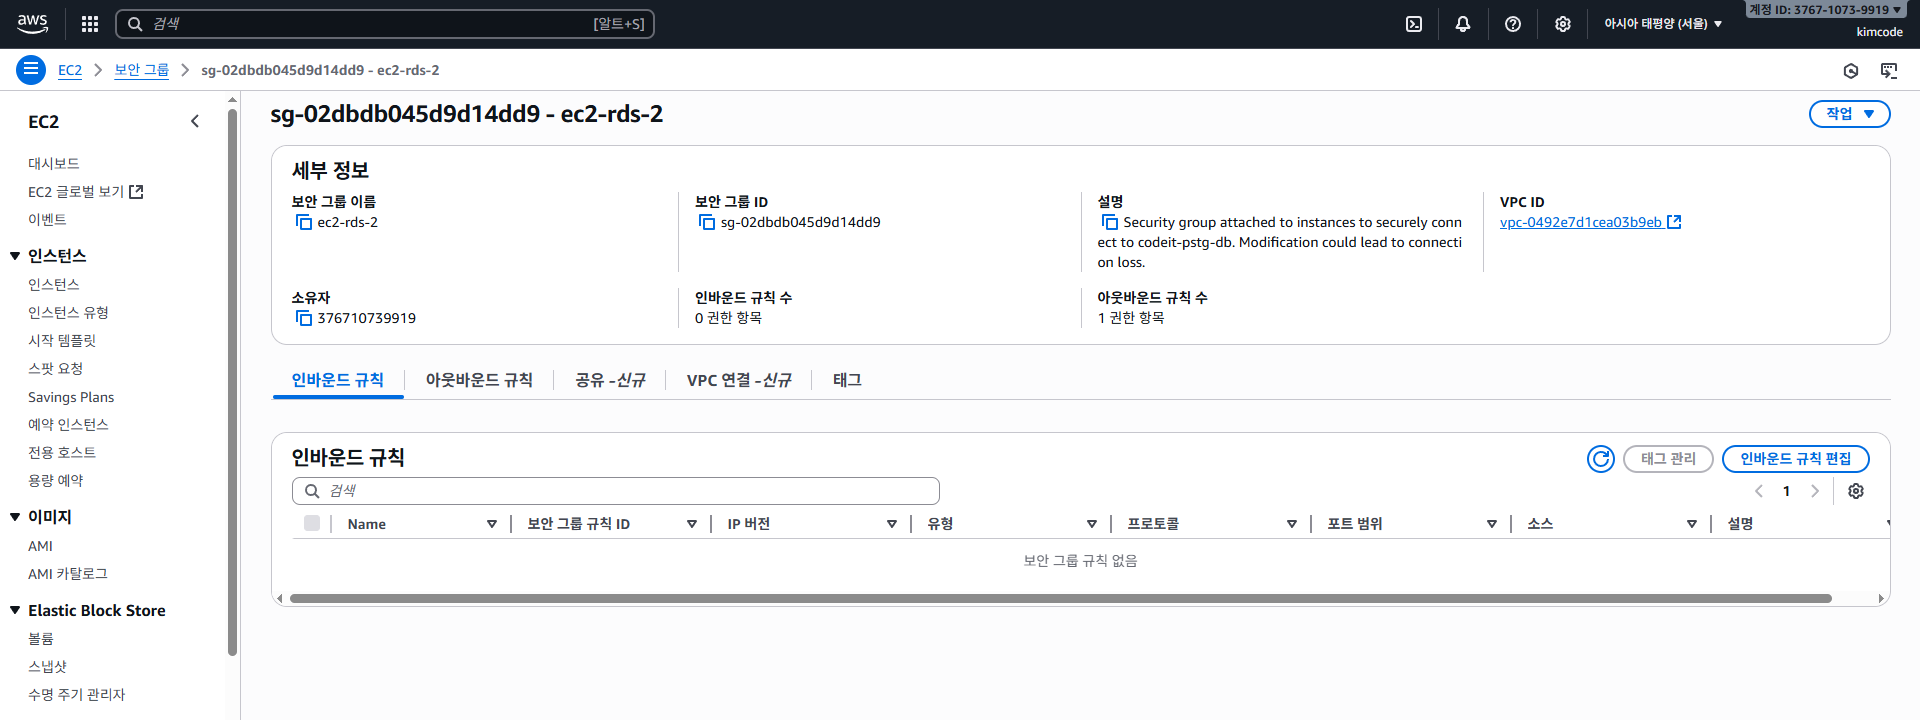 aws
검색
[알트+S]
아시아 태평양 (서울)
계정 ID: 3767-1073-9919
kimcode
EC2
보안 그룹
sg-02dbdb045d9d14dd9 - ec2-rds-2
EC2
대시보드
EC2 글로벌 보기
이벤트
인스턴스
인스턴스
인스턴스 유형
시작 템플릿
스팟 요청
Savings Plans
예약 인스턴스
전용 호스트
용량 예약
이미지
AMI
AMI 카탈로그
Elastic Block Store
볼륨
스냅샷
수명 주기 관리자
sg-02dbdb045d9d14dd9 - ec2-rds-2
작업
세부 정보
보안 그룹 이름
ec2-rds-2
보안 그룹 ID
sg-02dbdb045d9d14dd9
설명
Security group attached to instances to securely conn
ect to codeit-pstg-db. Modification could lead to connecti
on loss.
VPC ID
vpc-0492e7d1cea03b9eb
소유자
376710739919
인바운드 규칙 수
0 권한 항목
아웃바운드 규칙 수
1 권한 항목
인바운드 규칙
아웃바운드 규칙
공유 -신규
VPC 연결 -신규
태그
인바운드 규칙
태그 관리
인바운드 규칙 편집
검색
1
Name
보안 그룹 규칙 ID
IP 버전
유형
프로토콜
포트 범위
소스
설명
보안 그룹 규칙 없음